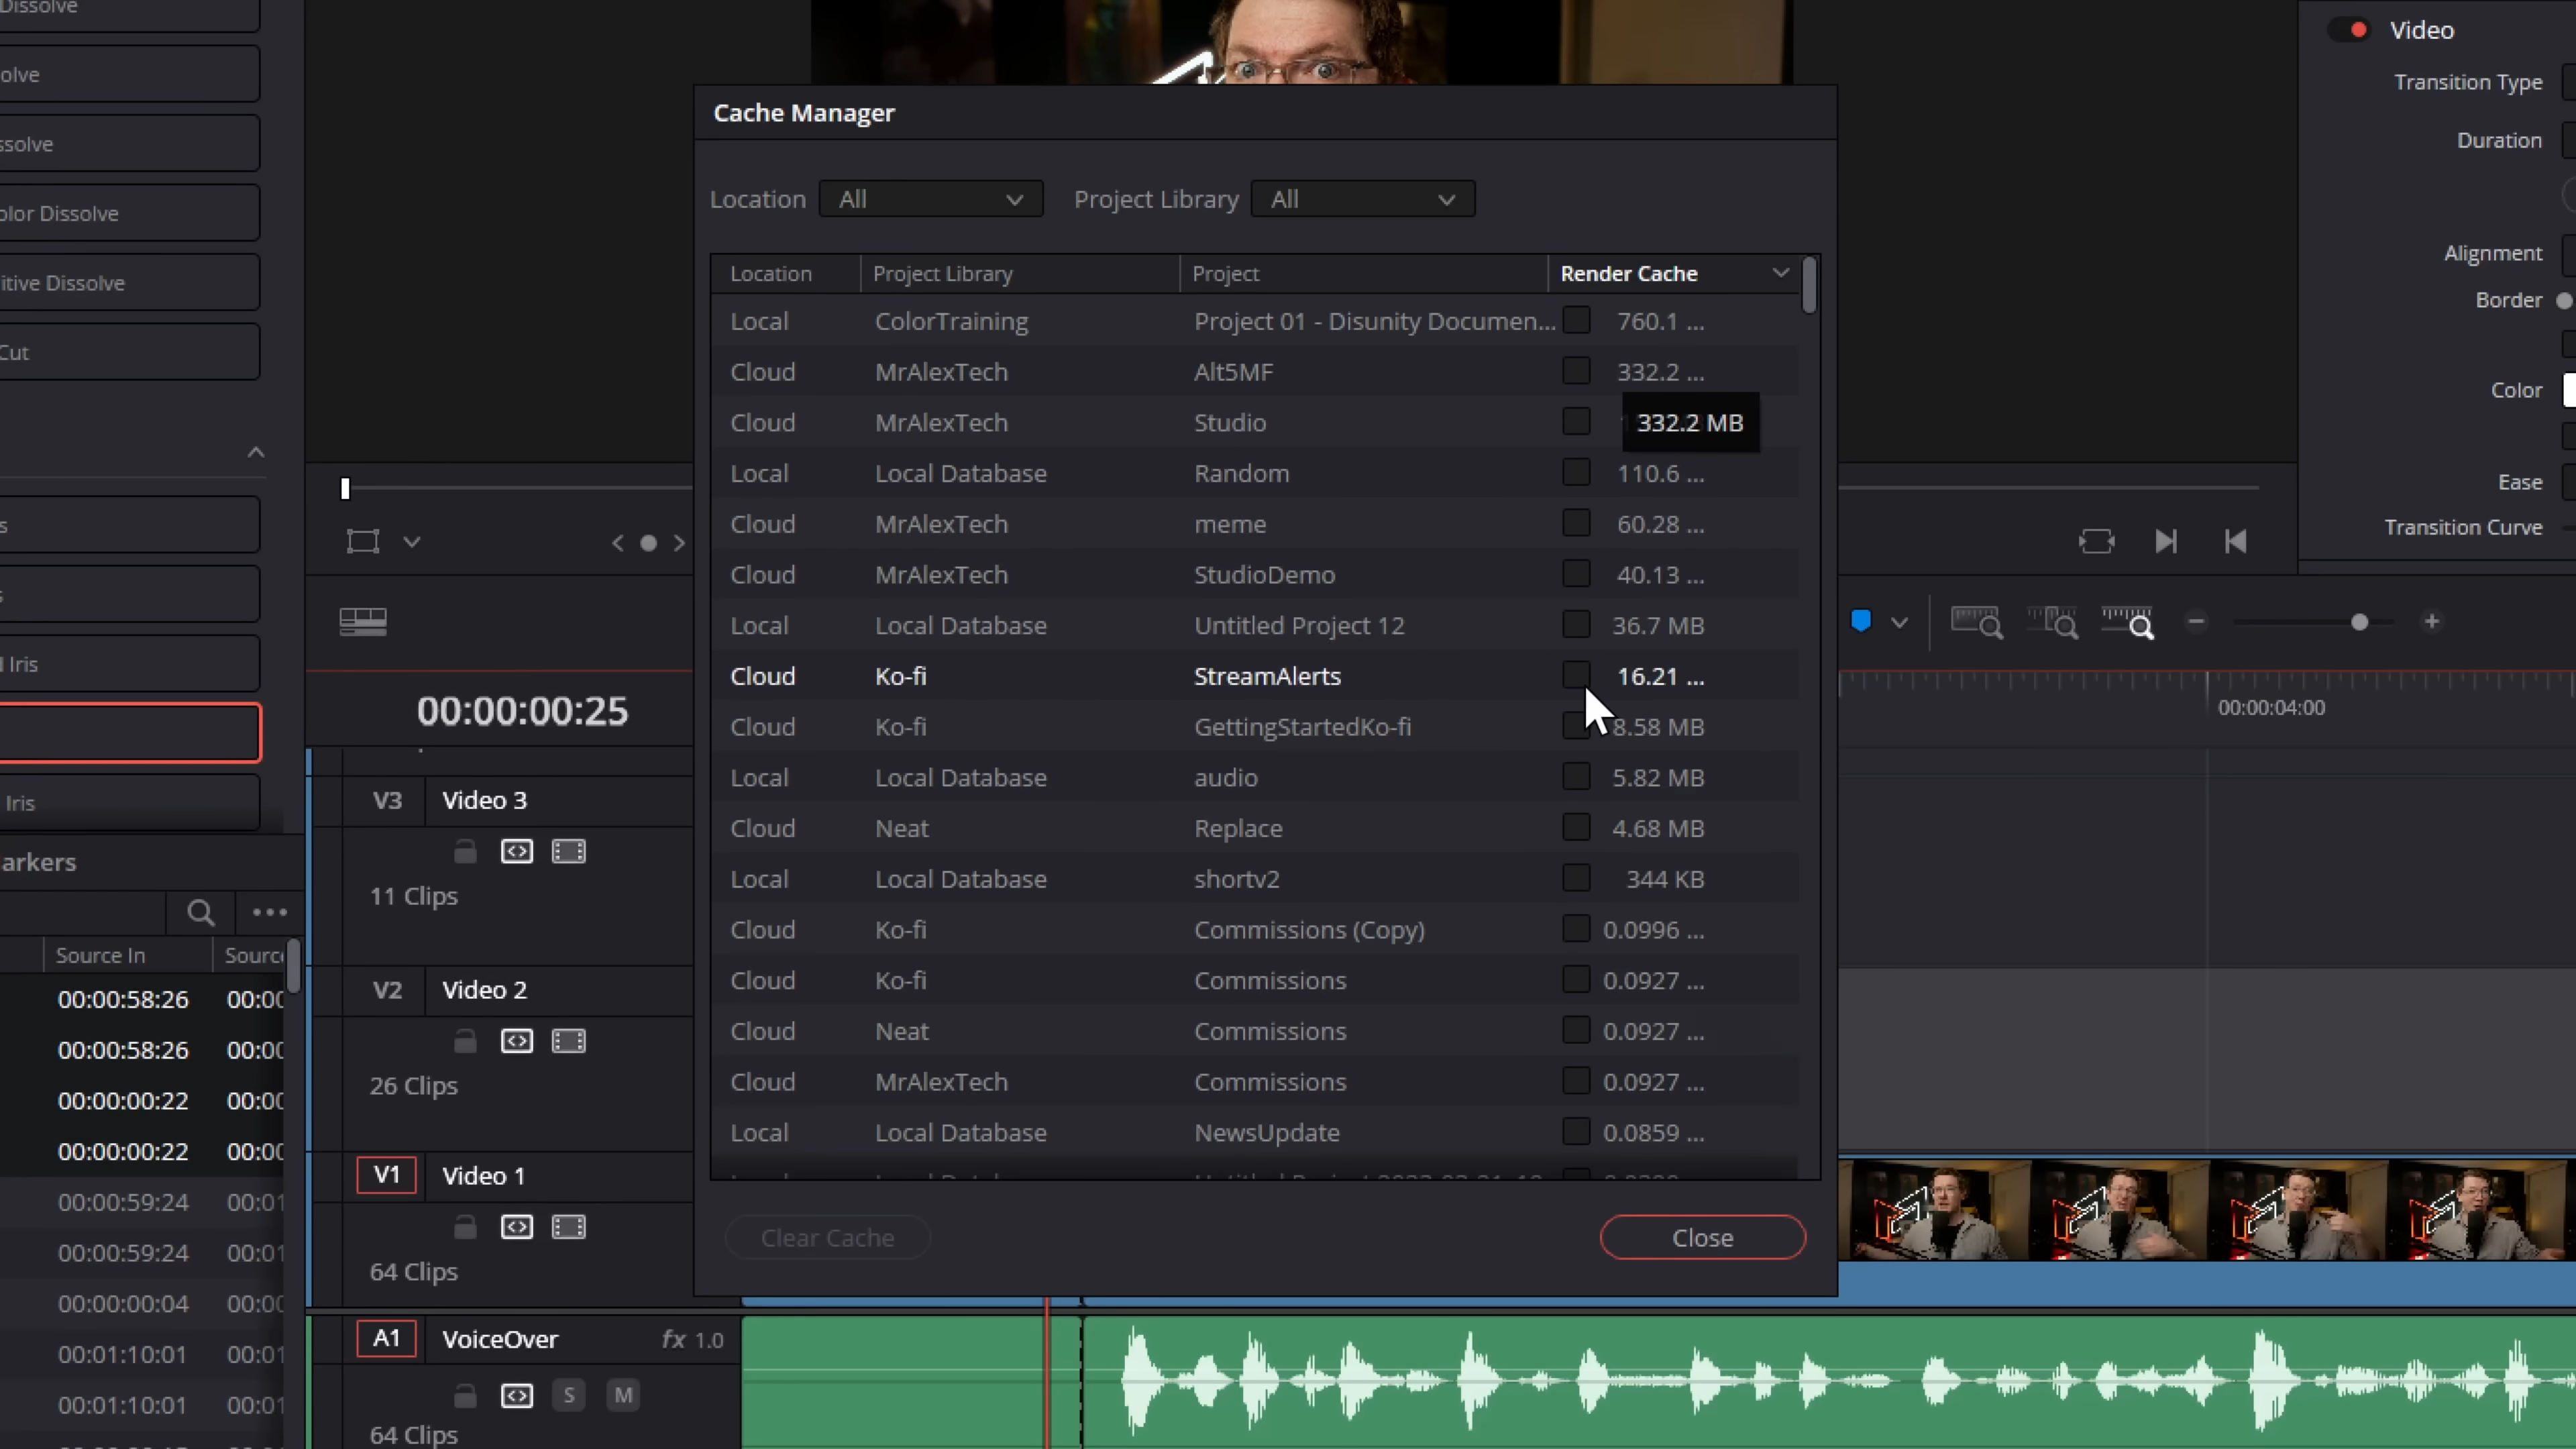 Dissolve
olve
ssolve
olor Dissolve
itive Dissolve
Cut
s
s
l Iris
Iris
arkers
Source In Sourc
00:00:58:26 00:00
00:00:58:26 00:00
00:00:00:22 00:00
00:00:00:22 00:00
00:00:59:24 00:01
00:00:59:24 00:01
00:00:00:04 00:00
00:01:10:01 00:01
00:01:10:01 00:01
00:00:00:25
V3 Video 3
11 Clips
V2 Video 2
26 Clips
V1 Video 1
64 Clips
A1 VoiceOver fx 1.0
S M
64 Clips
Cache Manager
Location All Project Library All
Location Project Library Project Render Cache
Local ColorTraining Project 01 - Disunity Documen... 760.1 ...
Cloud MrAlexTech Alt5MF 332.2 ...
Cloud MrAlexTech Studio
332.2 MB
Local Local Database Random 110.6 ...
Cloud MrAlexTech meme 60.28 ...
Cloud MrAlexTech StudioDemo 40.13 ...
Local Local Database Untitled Project 12 36.7 MB
Cloud Ko-fi StreamAlerts 16.21 ...
Cloud Ko-fi GettingStartedKo-fi 8.58 MB
Local Local Database audio 5.82 MB
Cloud Neat Replace 4.68 MB
Local Local Database shortv2 344 KB
Cloud Ko-fi Commissions (Copy) 0.0996 ...
Cloud Ko-fi Commissions 0.0927 ...
Cloud Neat Commissions 0.0927 ...
Cloud MrAlexTech Commissions 0.0927 ...
Local Local Database NewsUpdate 0.0859 ...
Clear Cache Close
Video
Transition Type
Duration
Alignment
Border
Color
Ease
Transition Curve
00:00:04:00